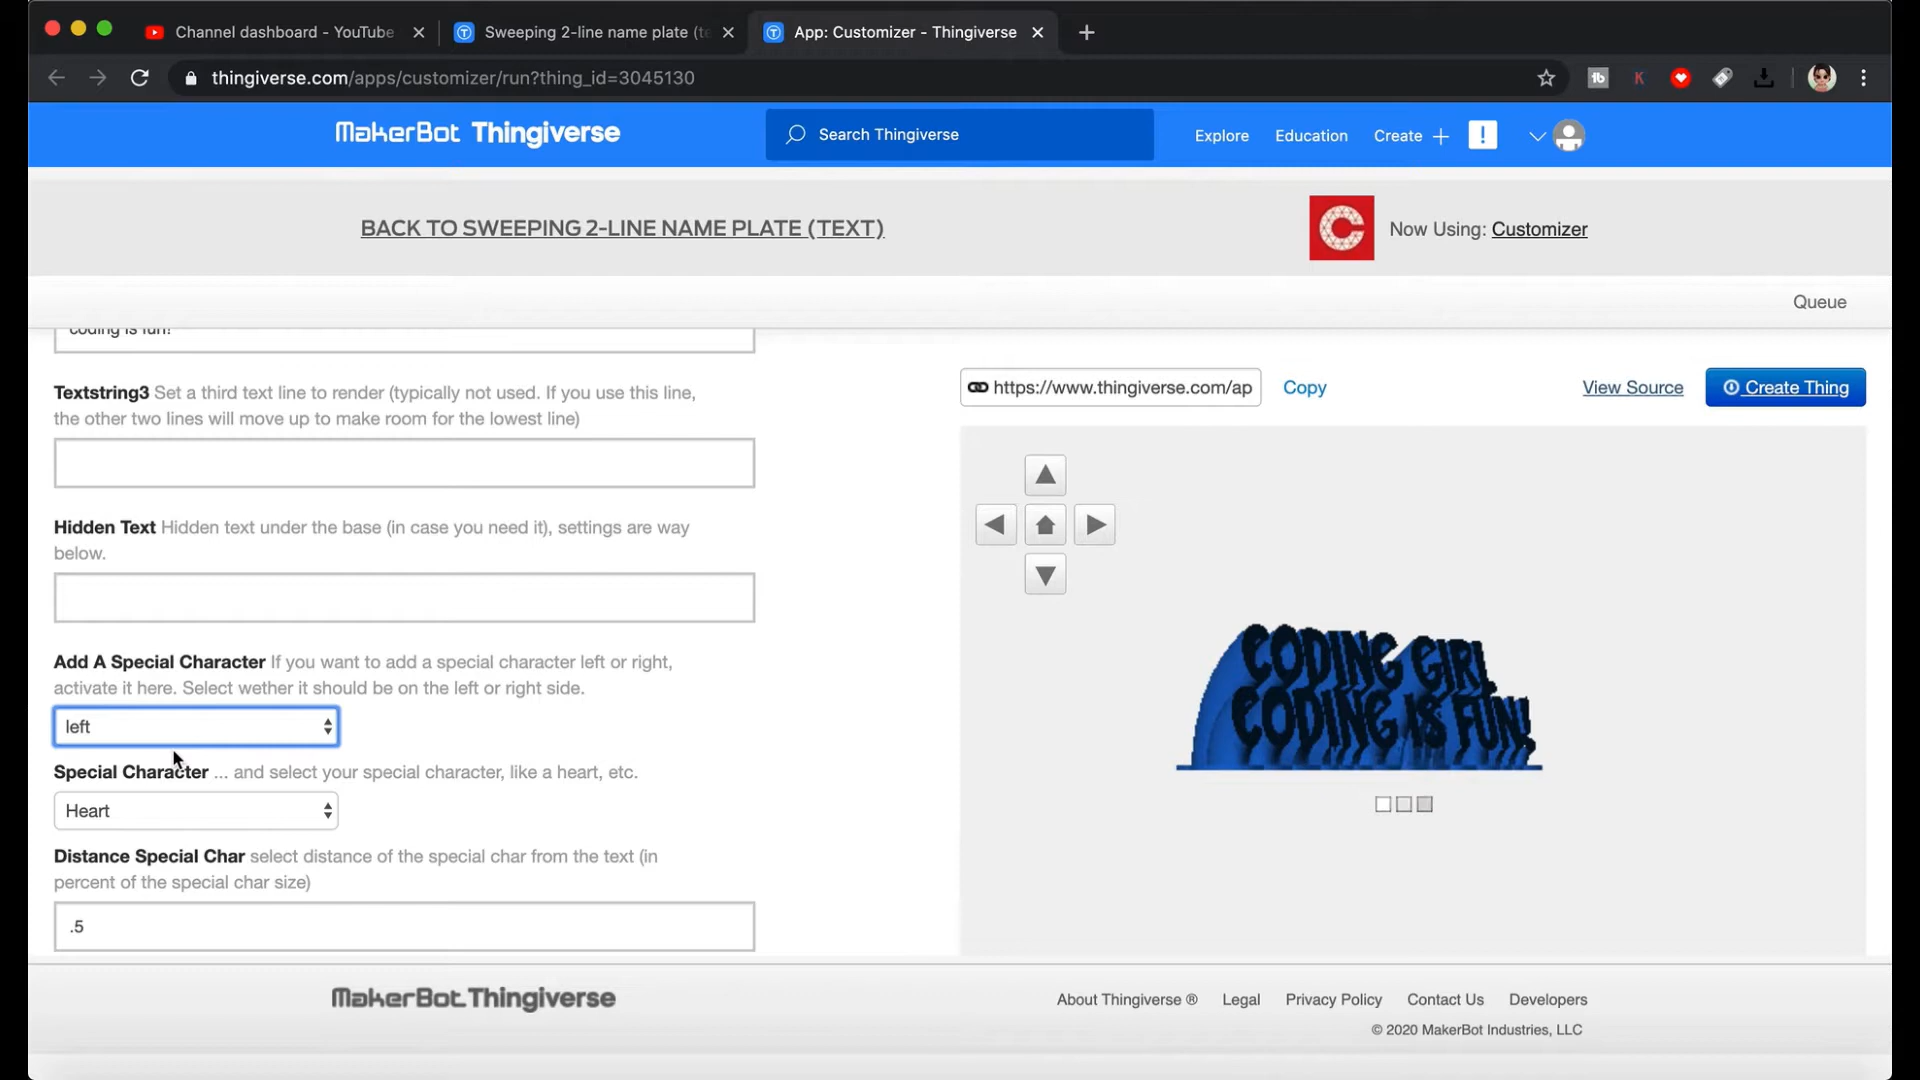 Channel dashboard - YouTube
Sweeping 2-line name plate (te
App: Customizer - Thingiverse
thingiverse.com/apps/customizer/run?thing_id=3045130
tb
K
MakerBot Thingiverse
Search Thingiverse
Explore
Education
Create +
!
BACK TO SWEEPING 2-LINE NAME PLATE (TEXT)
C
Now Using: Customizer
Queue
coding is fun!
Textstring3 Set a third text line to render (typically not used. If you use this line,
the other two lines will move up to make room for the lowest line)
Hidden Text Hidden text under the base (in case you need it), settings are way
below.
Add A Special Character If you want to add a special character left or right,
activate it here. Select wether it should be on the left or right side.
left
Special Character ... and select your special character, like a heart, etc.
Heart
Distance Special Char select distance of the special char from the text (in
percent of the special char size)
.5
https://www.thingiverse.com/ap
Copy
View Source
Create Thing
CODING GIRL
CODING IS FUN!
MakerBot Thingiverse
About Thingiverse ®
Legal
Privacy Policy
Contact Us
Developers
© 2020 MakerBot Industries, LLC